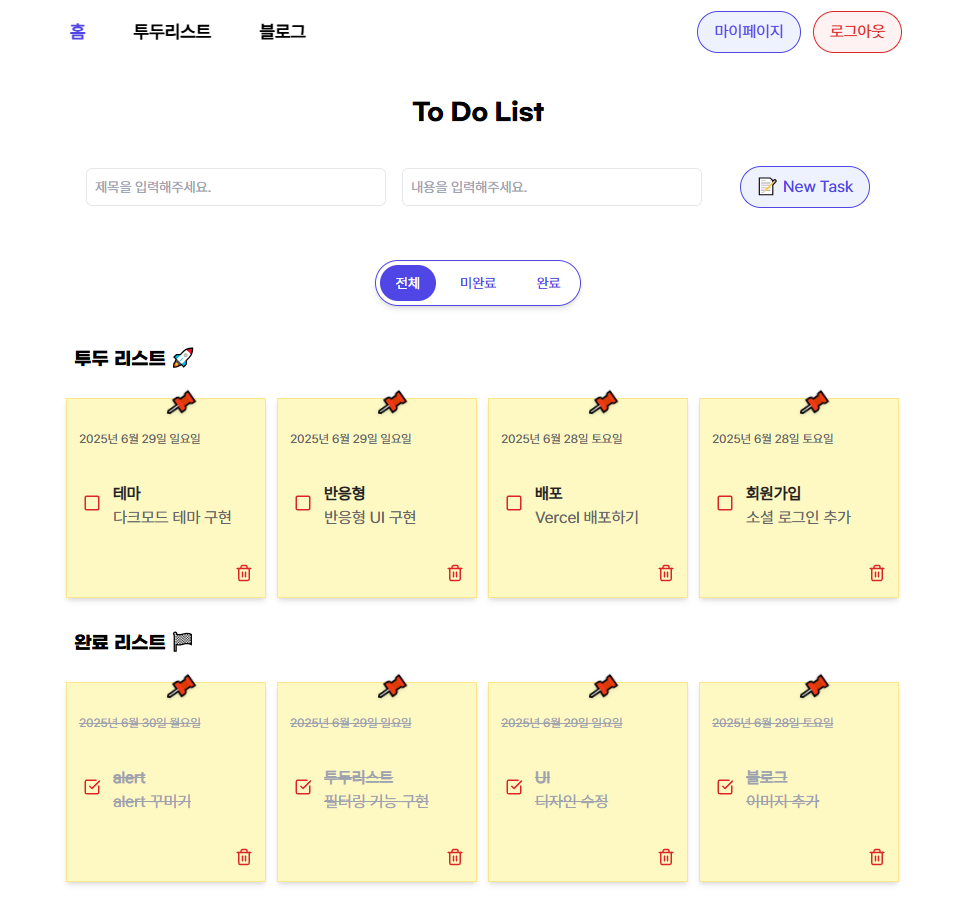 홈 투두리스트 블로그 마이페이지 로그아웃
To Do List
제목을 입력해주세요. 내용을 입력해주세요. 📝 New Task
전체 미완료 완료
투두 리스트 🚀
2025년 6월 29일 일요일
테마
다크모드 테마 구현
2025년 6월 29일 일요일
반응형
반응형 UI 구현
2025년 6월 28일 토요일
배포
Vercel 배포하기
2025년 6월 28일 토요일
회원가입
소셜 로그인 추가
완료 리스트 🏁
2025년 6월 30일 월요일
alert
alert 꾸미기
2025년 6월 29일 일요일
투두리스트
필터링 기능 구현
2025년 6월 29일 일요일
UI
디자인 수정
2025년 6월 28일 토요일
블로그
이미지 추가